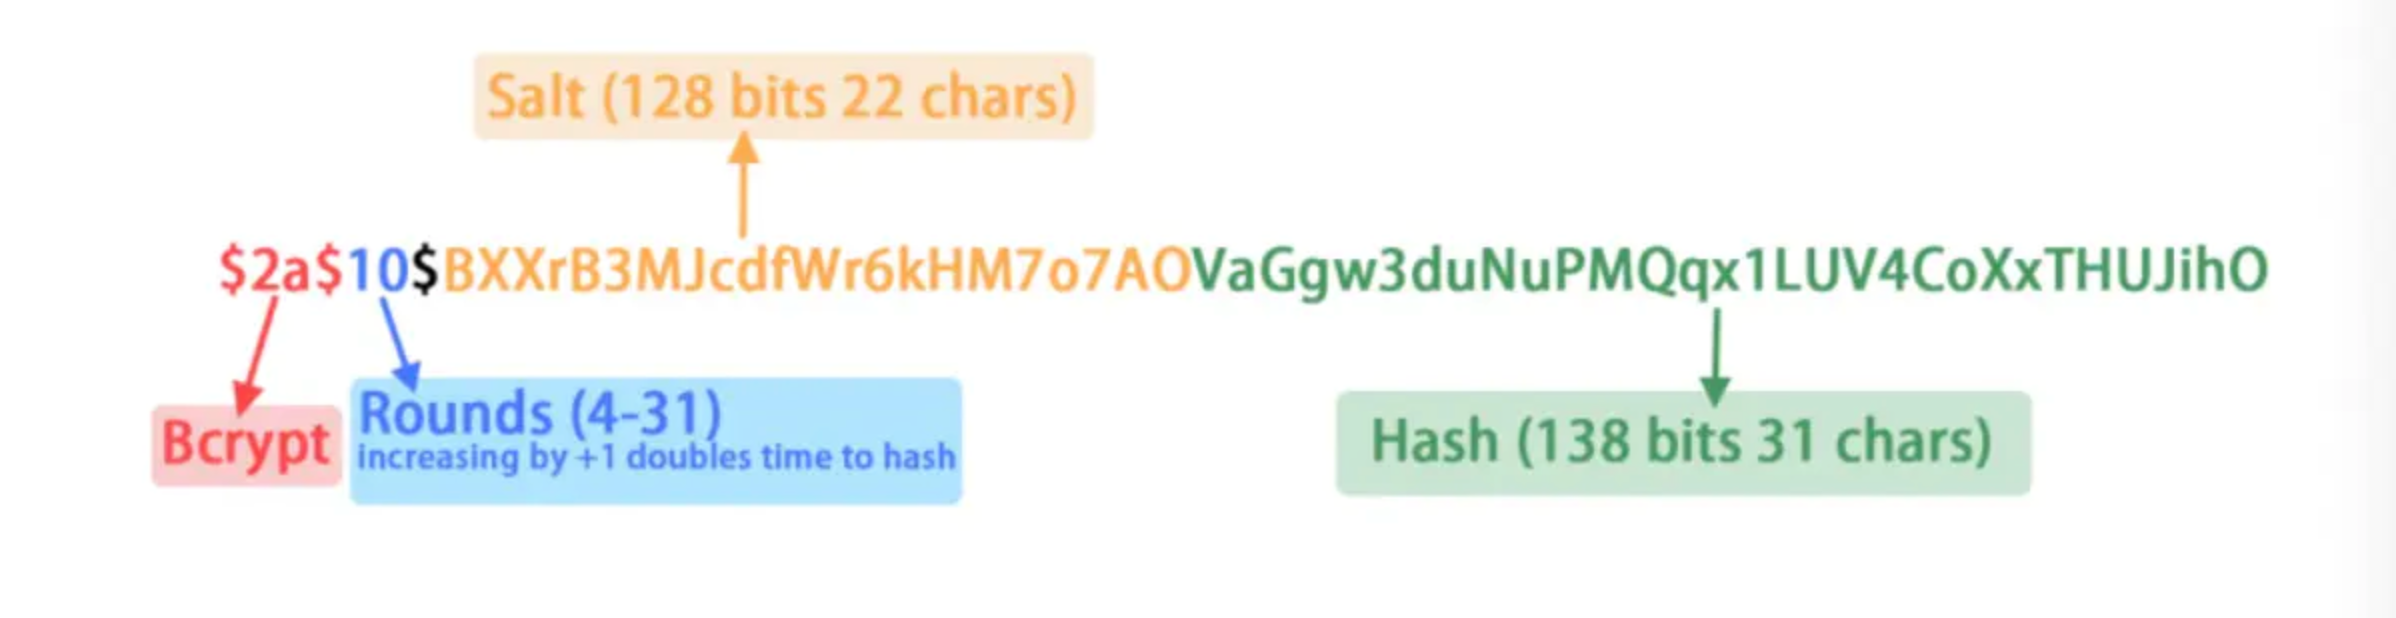 Salt (128 bits 22 chars)
$2a$10$BXXrB3MJcdfWr6kHM7o7AOVaGgw3duNuPMQqx1LUV4CoXxTHUJihO
Bcrypt
Rounds (4-31)
increasing by +1 doubles time to hash
Hash (138 bits 31 chars)